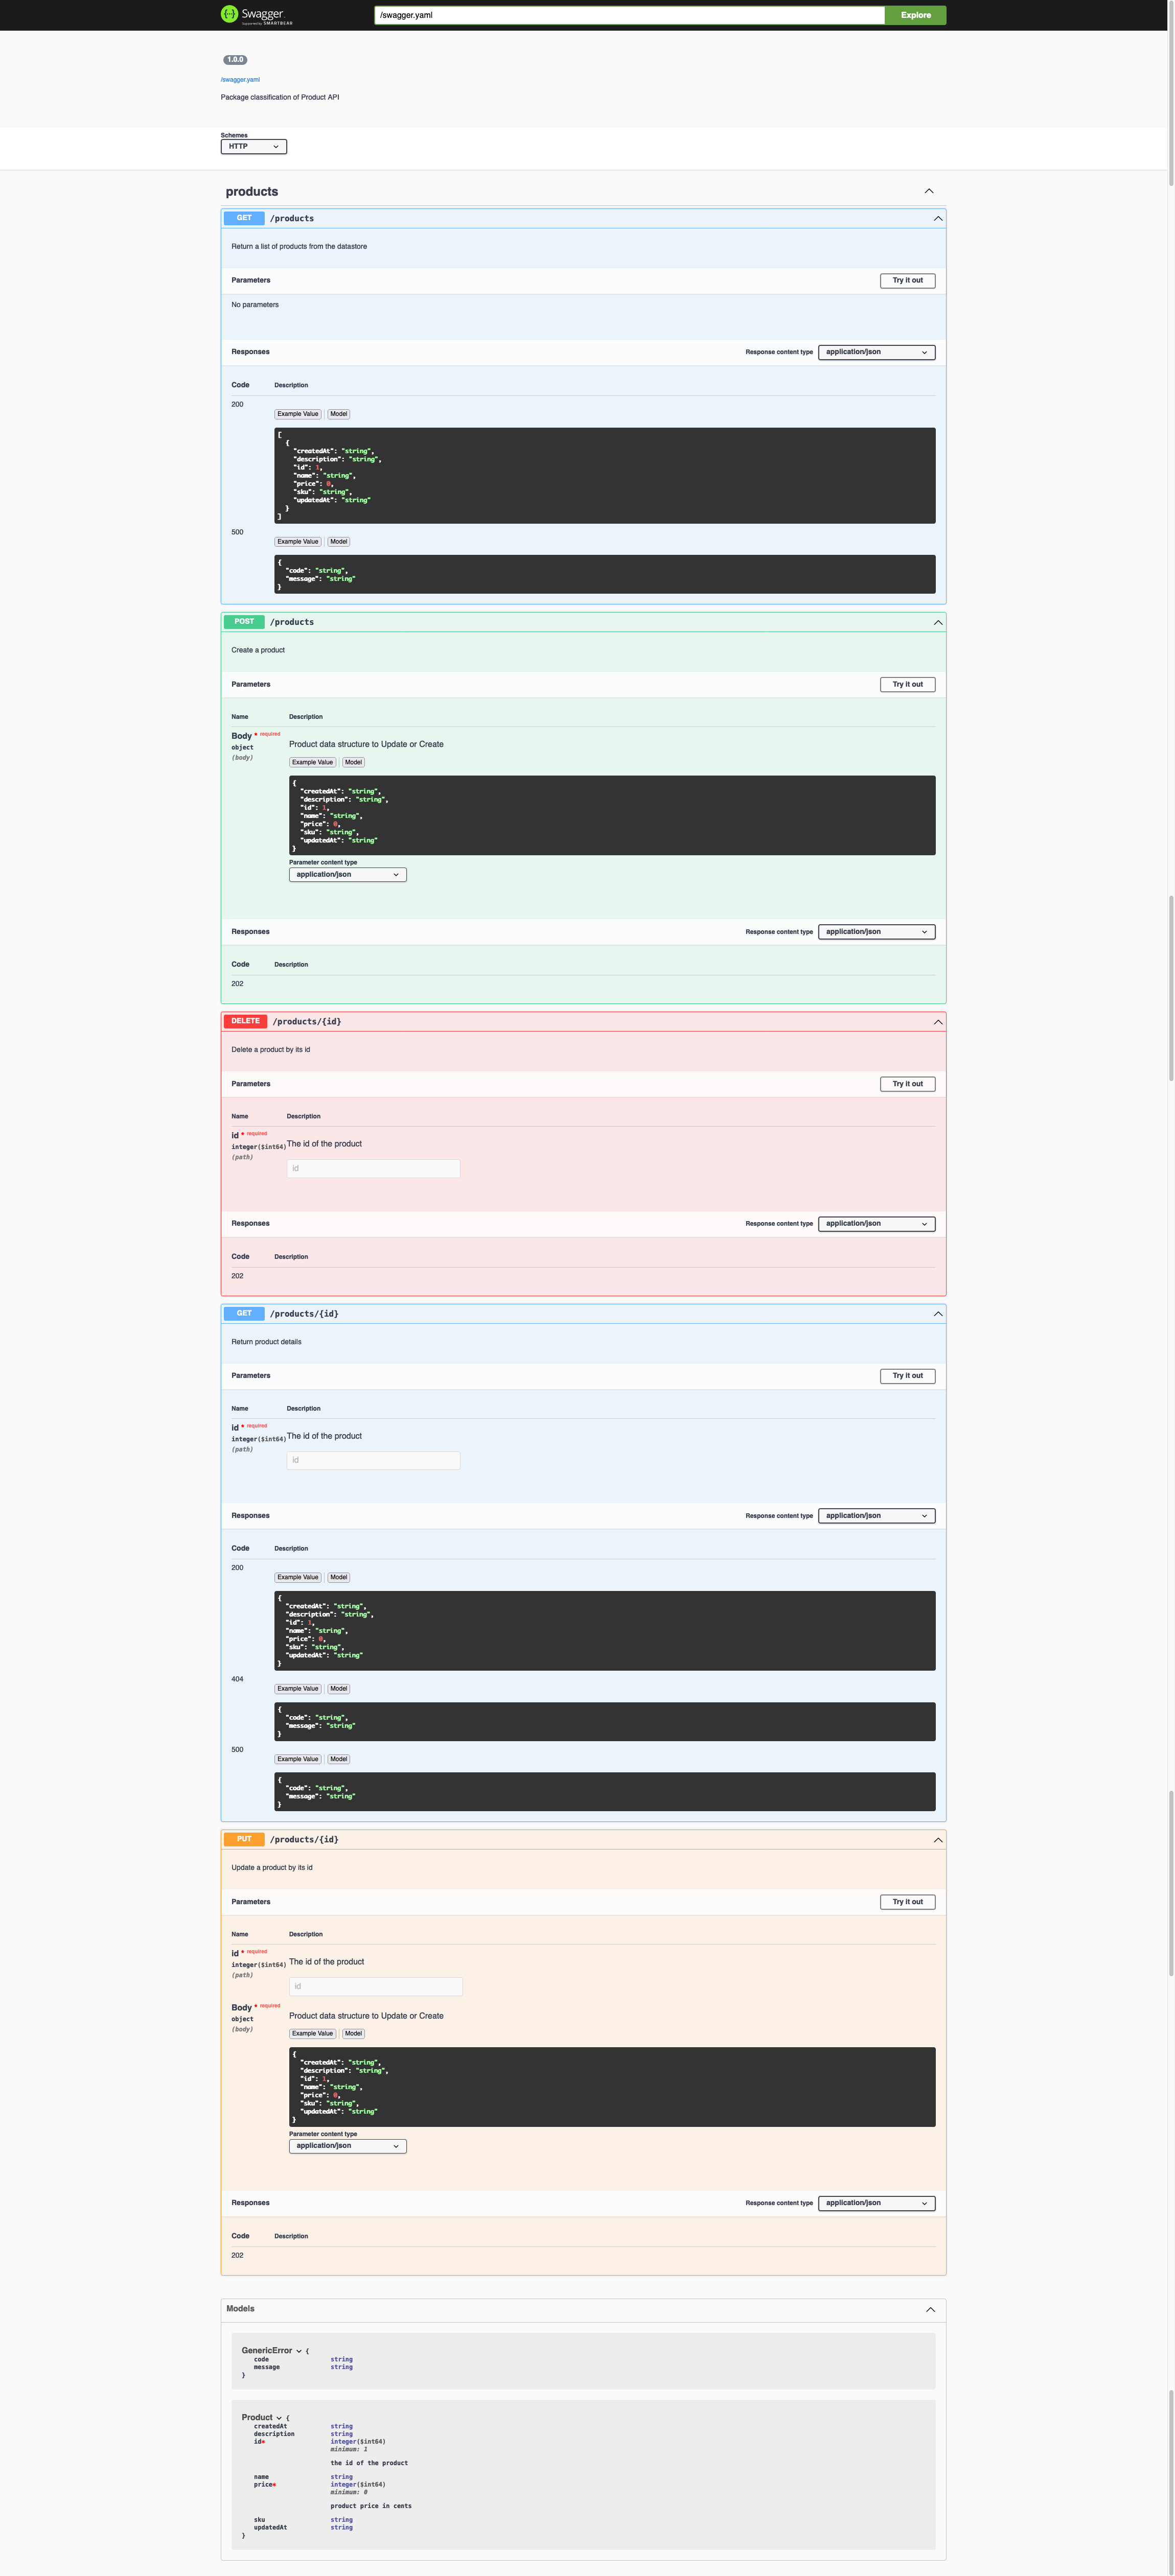 Swagger.
Supported by SMARTBEAR
/swagger.yaml
Explore
1.0.0
/swagger.yaml
Package classification of Product API
Schemes
HTTP
products
GET /products
Return a list of products from the datastore
Parameters Try it out
No parameters
Responses Response content type application/json
Code Description
200
Example Value Model
[
{
"createdAt": "string",
"description": "string",
"id": 1,
"name": "string",
"price": 0,
"sku": "string",
"updatedAt": "string"
}
]
500
Example Value Model
{
"code": "string",
"message": "string"
}
POST /products
Create a product
Parameters Try it out
Name Description
Body * required
object
(body)
Product data structure to Update or Create
Example Value Model
{
"createdAt": "string",
"description": "string",
"id": 1,
"name": "string",
"price": 0,
"sku": "string",
"updatedAt": "string"
}
Parameter content type
application/json
Responses Response content type application/json
Code Description
202
DELETE /products/{id}
Delete a product by its id
Parameters Try it out
Name Description
id * required
integer($int64)
(path)
The id of the product
id
Responses Response content type application/json
Code Description
202
GET /products/{id}
Return product details
Parameters Try it out
Name Description
id * required
integer($int64)
(path)
The id of the product
id
Responses Response content type application/json
Code Description
200
Example Value Model
{
"createdAt": "string",
"description": "string",
"id": 1,
"name": "string",
"price": 0,
"sku": "string",
"updatedAt": "string"
}
404
Example Value Model
{
"code": "string",
"message": "string"
}
500
Example Value Model
{
"code": "string",
"message": "string"
}
PUT /products/{id}
Update a product by its id
Parameters Try it out
Name Description
id * required
integer($int64)
(path)
The id of the product
id
Body * required
object
(body)
Product data structure to Update or Create
Example Value Model
{
"createdAt": "string",
"description": "string",
"id": 1,
"name": "string",
"price": 0,
"sku": "string",
"updatedAt": "string"
}
Parameter content type
application/json
Responses Response content type application/json
Code Description
202
Models
GenericError {
code string
message string
}
Product {
createdAt string
description string
id* integer($int64)
minimum: 1
the id of the product
name string
price* integer($int64)
minimum: 0
product price in cents
sku string
updatedAt string
}